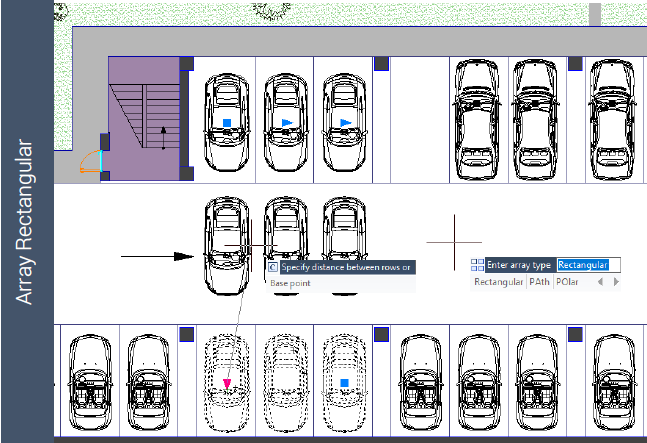 Array Rectangular
Specify distance between rows or
Base point
Enter array type Rectangular
Rectangular PAth POlar